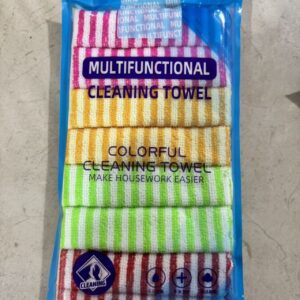 MULTIFUNCTIONAL
CLEANING TOWEL
COLORFUL
CLEANING TOWEL
MAKE HOUSEWORK EASIER
CLEANING